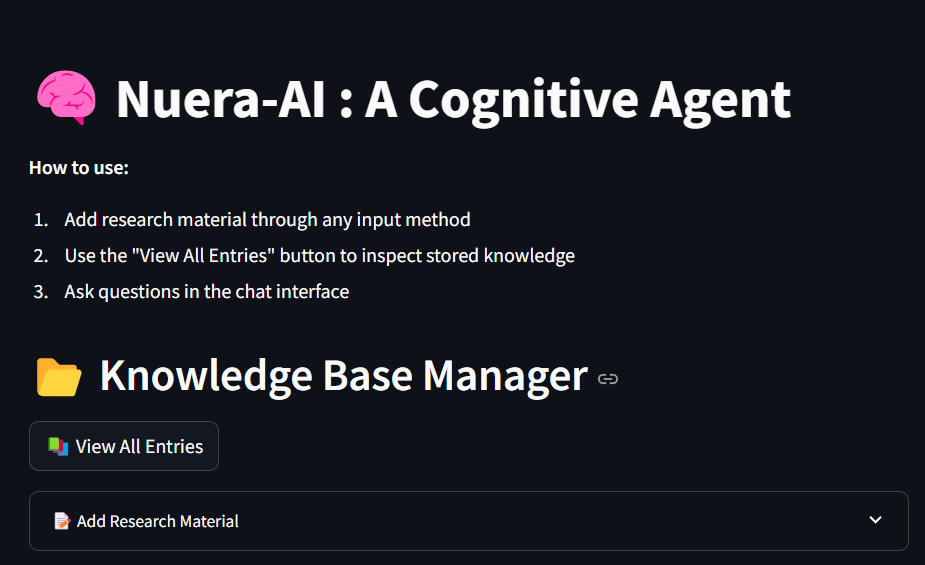 Nuera-AI : A Cognitive Agent
How to use:
1. Add research material through any input method
2. Use the "View All Entries" button to inspect stored knowledge
3. Ask questions in the chat interface
Knowledge Base Manager
View All Entries
Add Research Material